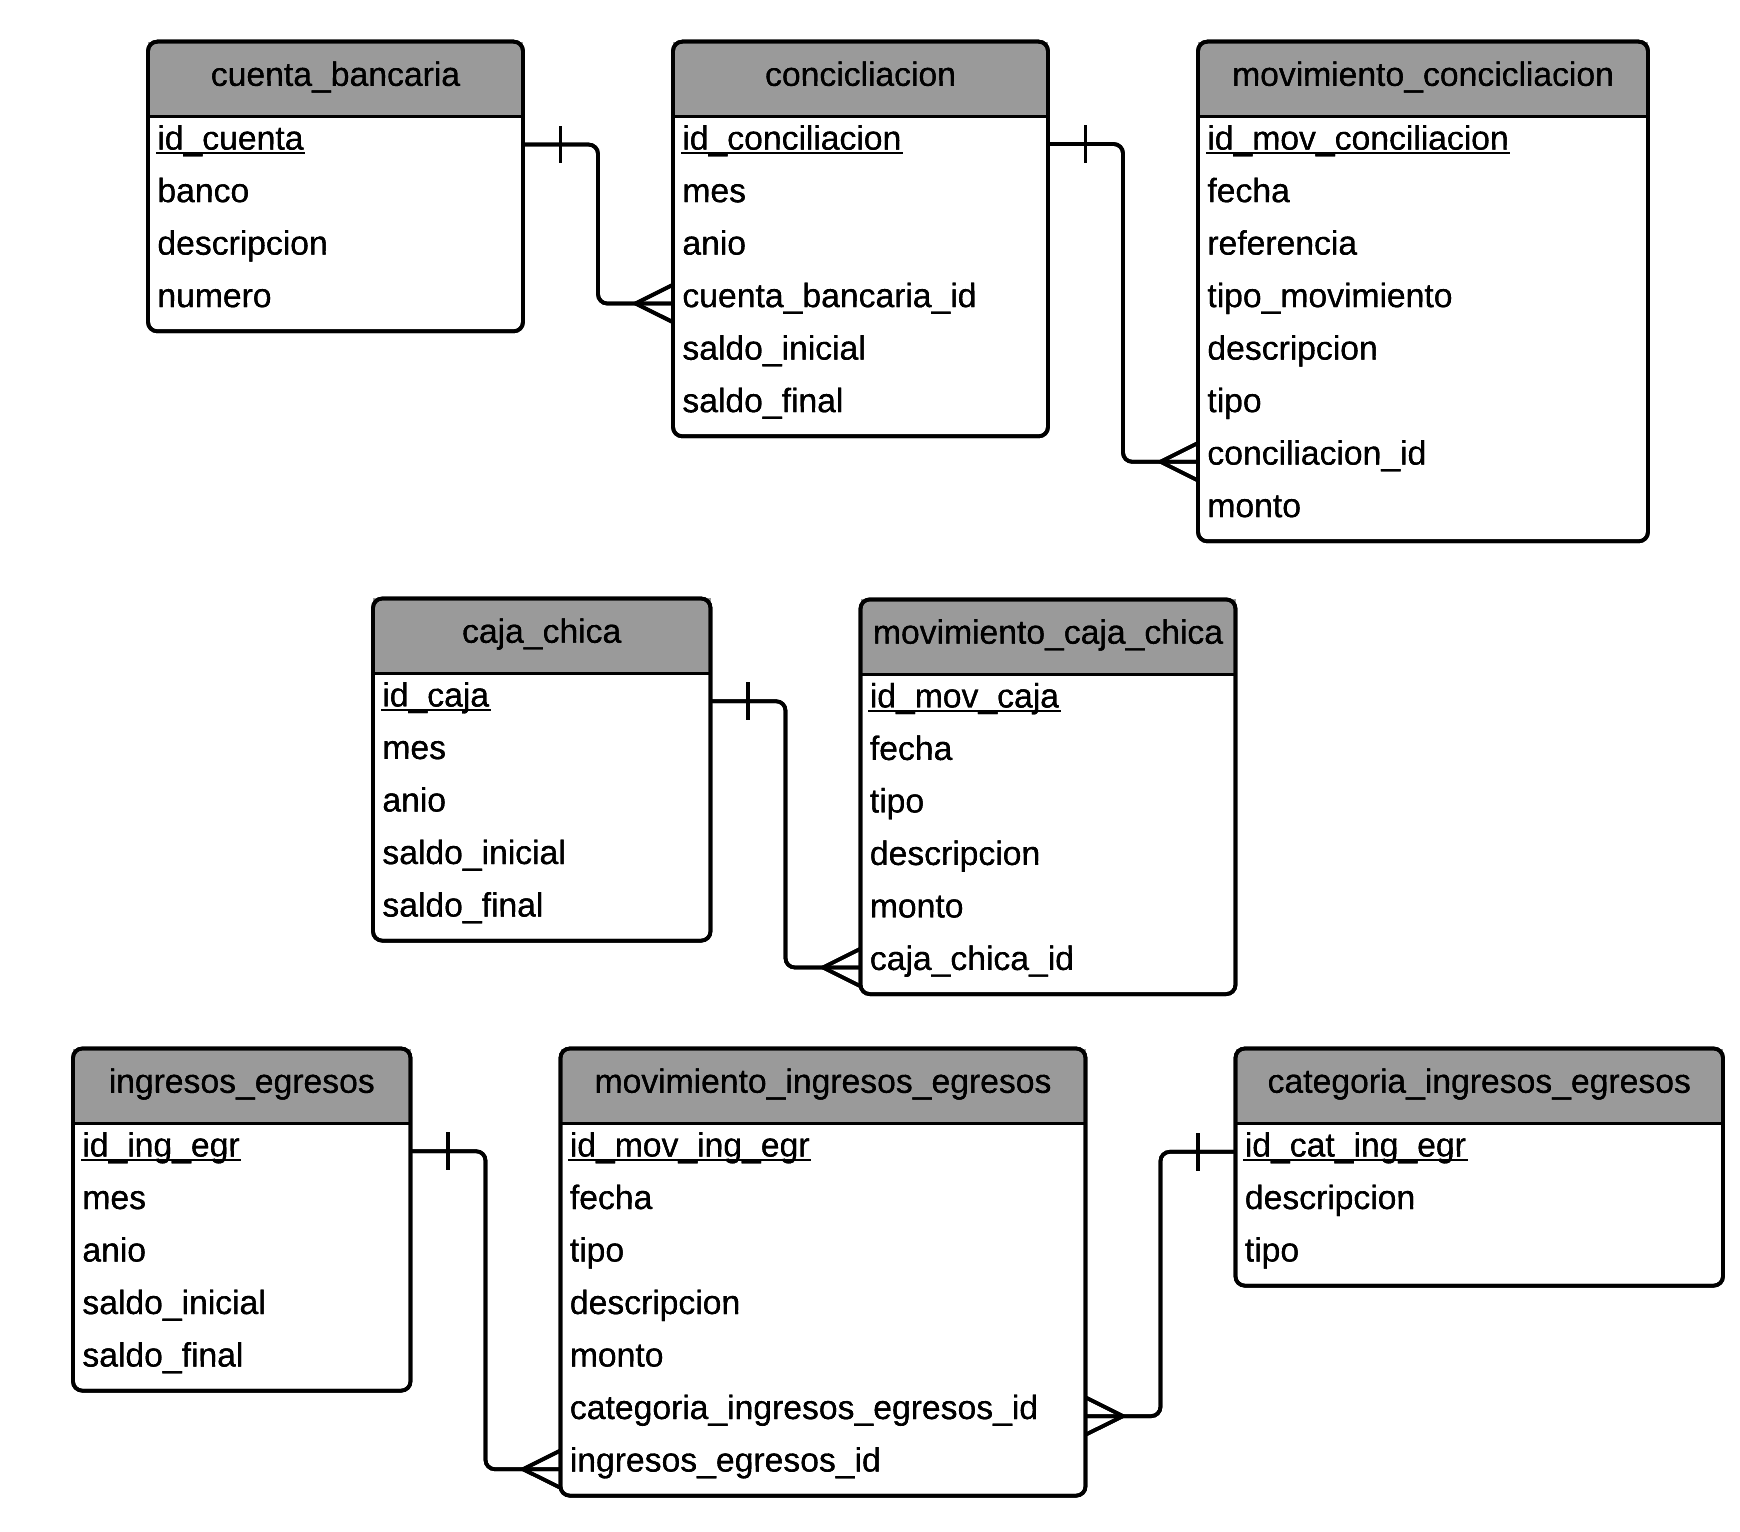 cuenta_bancaria
id_cuenta
banco
descripcion
numero
concicliacion
id_conciliacion
mes
anio
cuenta_bancaria_id
saldo_inicial
saldo_final
movimiento_concicliacion
id_mov_conciliacion
fecha
referencia
tipo_movimiento
descripcion
tipo
conciliacion_id
monto
caja_chica
id_caja
mes
anio
saldo_inicial
saldo_final
movimiento_caja_chica
id_mov_caja
fecha
tipo
descripcion
monto
caja_chica_id
ingresos_egresos
id_ing_egr
mes
anio
saldo_inicial
saldo_final
movimiento_ingresos_egresos
id_mov_ing_egr
fecha
tipo
descripcion
monto
categoria_ingresos_egresos_id
ingresos_egresos_id
categoria_ingresos_egresos
id_cat_ing_egr
descripcion
tipo